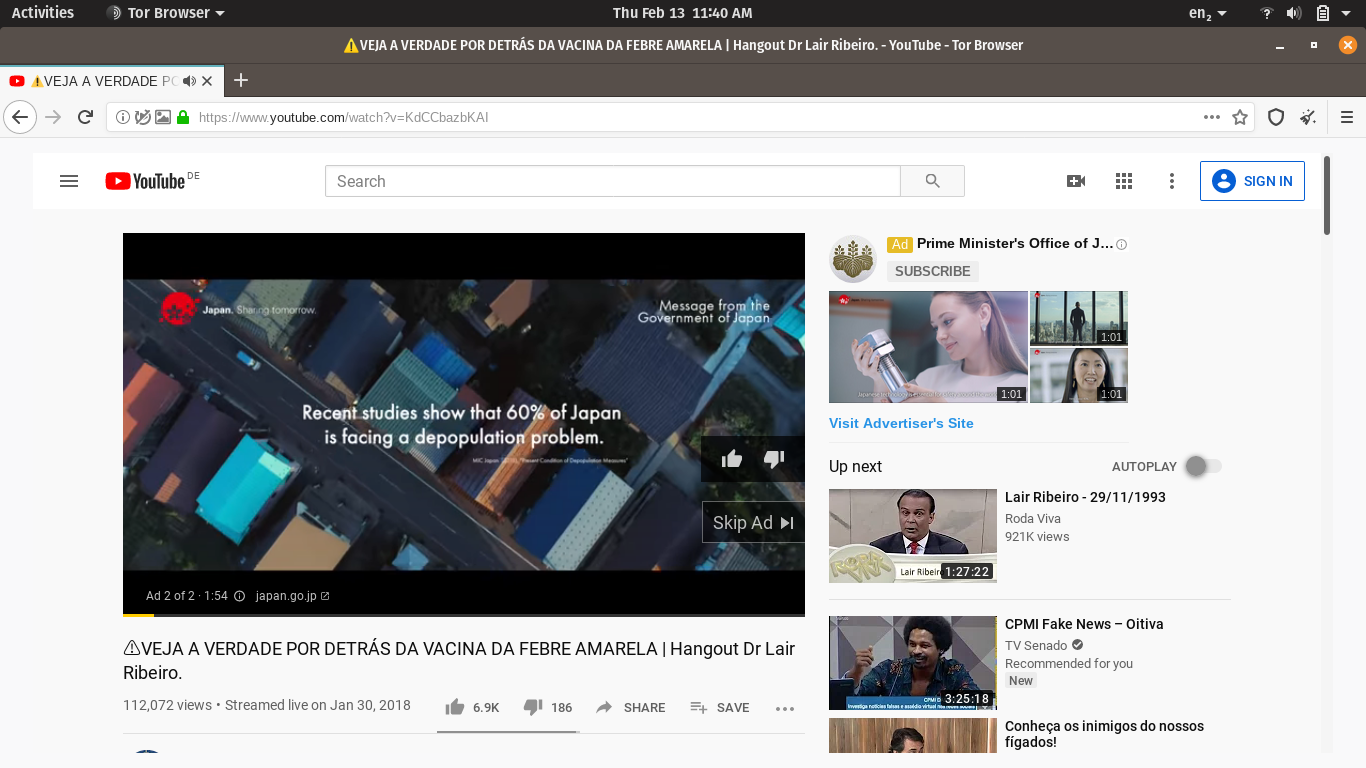 Activities
Tor Browser
Thu Feb 13 11:40 AM
en₂
⚠VEJA A VERDADE POR DETRÁS DA VACINA DA FEBRE AMARELA | Hangout Dr Lair Ribeiro. - YouTube - Tor Browser
⚠VEJA A VERDADE PO
https://www.youtube.com/watch?v=KdCCbazbKAI
YouTube DE
Search
SIGN IN
Japan. Sharing tomorrow.
Message from the
Government of Japan
Recent studies show that 60% of Japan
is facing a depopulation problem.
MIC Japan (2019), "Present Condition of Depopulation Measures"
Skip Ad
Ad 2 of 2 · 1:54
japan.go.jp
⚠VEJA A VERDADE POR DETRÁS DA VACINA DA FEBRE AMARELA | Hangout Dr Lair
Ribeiro.
112,072 views • Streamed live on Jan 30, 2018
6.9K
186
SHARE
SAVE
Ad Prime Minister's Office of J…
SUBSCRIBE
1:01
1:01
1:01
Visit Advertiser's Site
Up next
AUTOPLAY
Lair Ribeiro
1:27:22
Lair Ribeiro - 29/11/1993
Roda Viva
921K views
3:25:18
CPMI Fake News – Oitiva
TV Senado
Recommended for you
New
Conheça os inimigos do nossos
fígados!